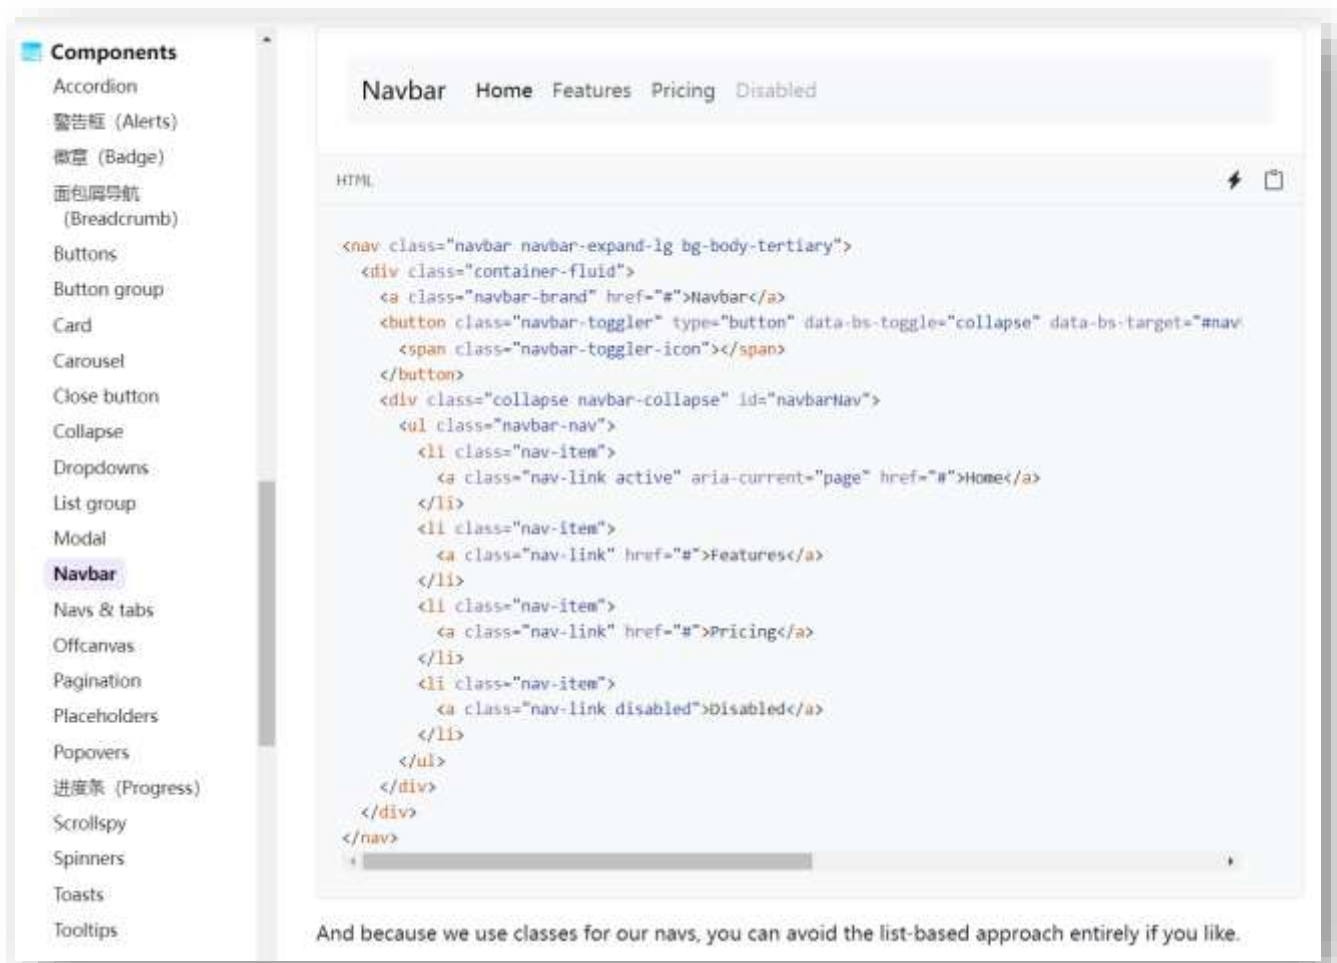 Components
Accordion
警告框 (Alerts)
徽章 (Badge)
面包屑导航
(Breadcrumb)
Buttons
Button group
Card
Carousel
Close button
Collapse
Dropdowns
List group
Modal
Navbar
Navs & tabs
Offcanvas
Pagination
Placeholders
Popovers
进度条 (Progress)
Scrollspy
Spinners
Toasts
Tooltips
Navbar Home Features Pricing Disabled
HTML
<nav class="navbar navbar-expand-lg bg-body-tertiary">
  <div class="container-fluid">
    <a class="navbar-brand" href="#">Navbar</a>
    <button class="navbar-toggler" type="button" data-bs-toggle="collapse" data-bs-target="#nav
      <span class="navbar-toggler-icon"></span>
    </button>
    <div class="collapse navbar-collapse" id="navbarNav">
      <ul class="navbar-nav">
        <li class="nav-item">
          <a class="nav-link active" aria-current="page" href="#">Home</a>
        </li>
        <li class="nav-item">
          <a class="nav-link" href="#">Features</a>
        </li>
        <li class="nav-item">
          <a class="nav-link" href="#">Pricing</a>
        </li>
        <li class="nav-item">
          <a class="nav-link disabled">Disabled</a>
        </li>
      </ul>
    </div>
  </div>
</nav>
And because we use classes for our navs, you can avoid the list-based approach entirely if you like.